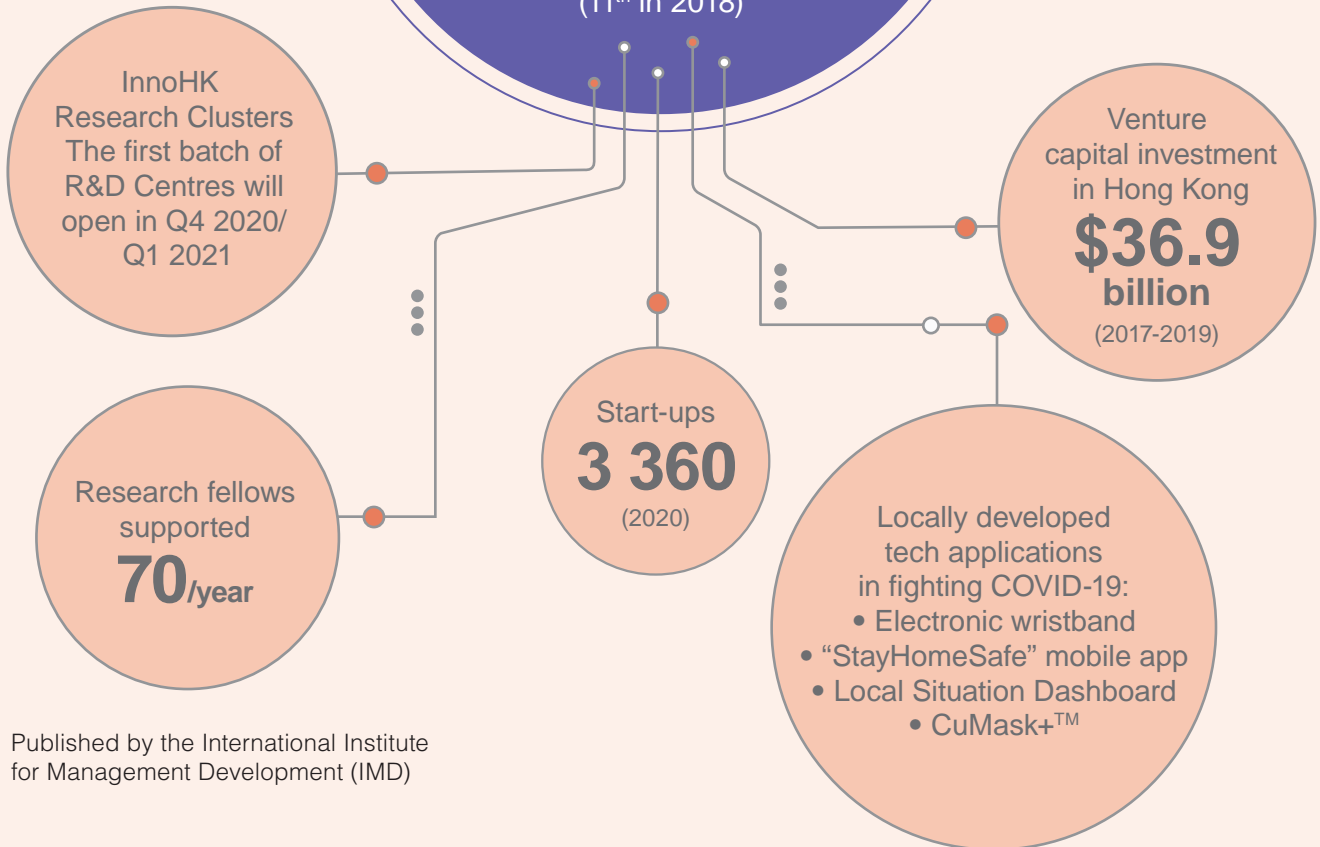 (11th in 2018)
InnoHK
Research Clusters
The first batch of
R&D Centres will
open in Q4 2020/
Q1 2021
Venture
capital investment
in Hong Kong
$36.9
billion
(2017-2019)
Start-ups
3 360
(2020)
Research fellows
supported
70/year
Locally developed
tech applications
in fighting COVID-19:
• Electronic wristband
• “StayHomeSafe” mobile app
• Local Situation Dashboard
• CuMask+™
Published by the International Institute
for Management Development (IMD)